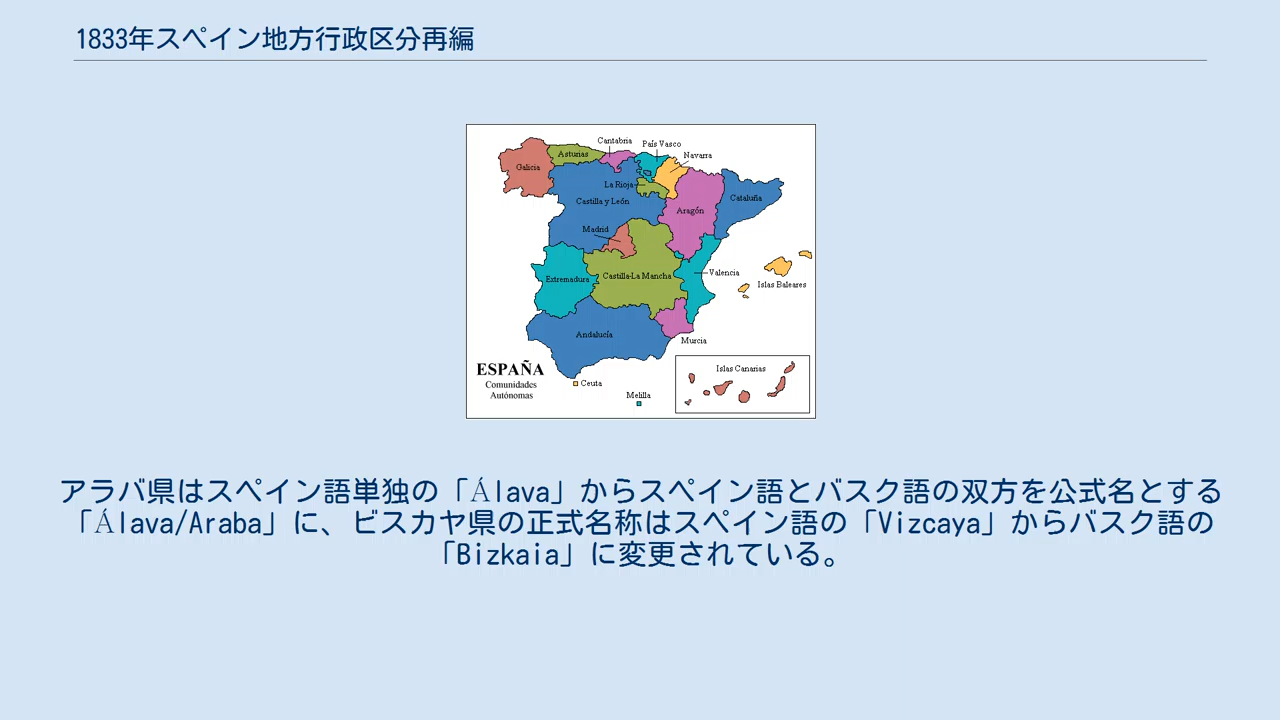 1833年スペイン地方行政区分再編
Cantabria
País Vasco
Asturias
Navarra
Galicia
La Rioja
Castilla y León
Cataluña
Aragón
Madrid
Valencia
Castilla-La Mancha
Extremadura
Islas Baleares
Andalucía
Murcia
ESPAÑA
Comunidades
Autónomas
Islas Canarias
Ceuta
Melilla
アラバ県はスペイン語単独の「Álava」からスペイン語とバスク語の双方を公式名とする
「Álava/Araba」に、ビスカヤ県の正式名称はスペイン語の「Vizcaya」からバスク語の
「Bizkaia」に変更されている。